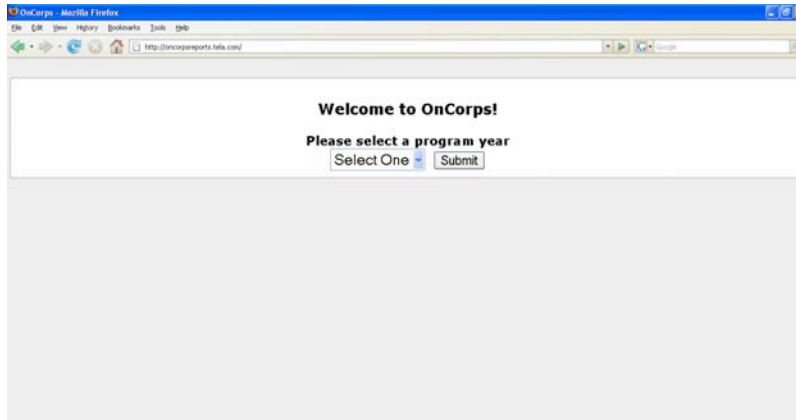 OnCorps - Mozilla Firefox
File Edit View History Bookmarks Tools Help
http://oncorpsreports.tela.com/
Google
Welcome to OnCorps!
Please select a program year
Select One Submit